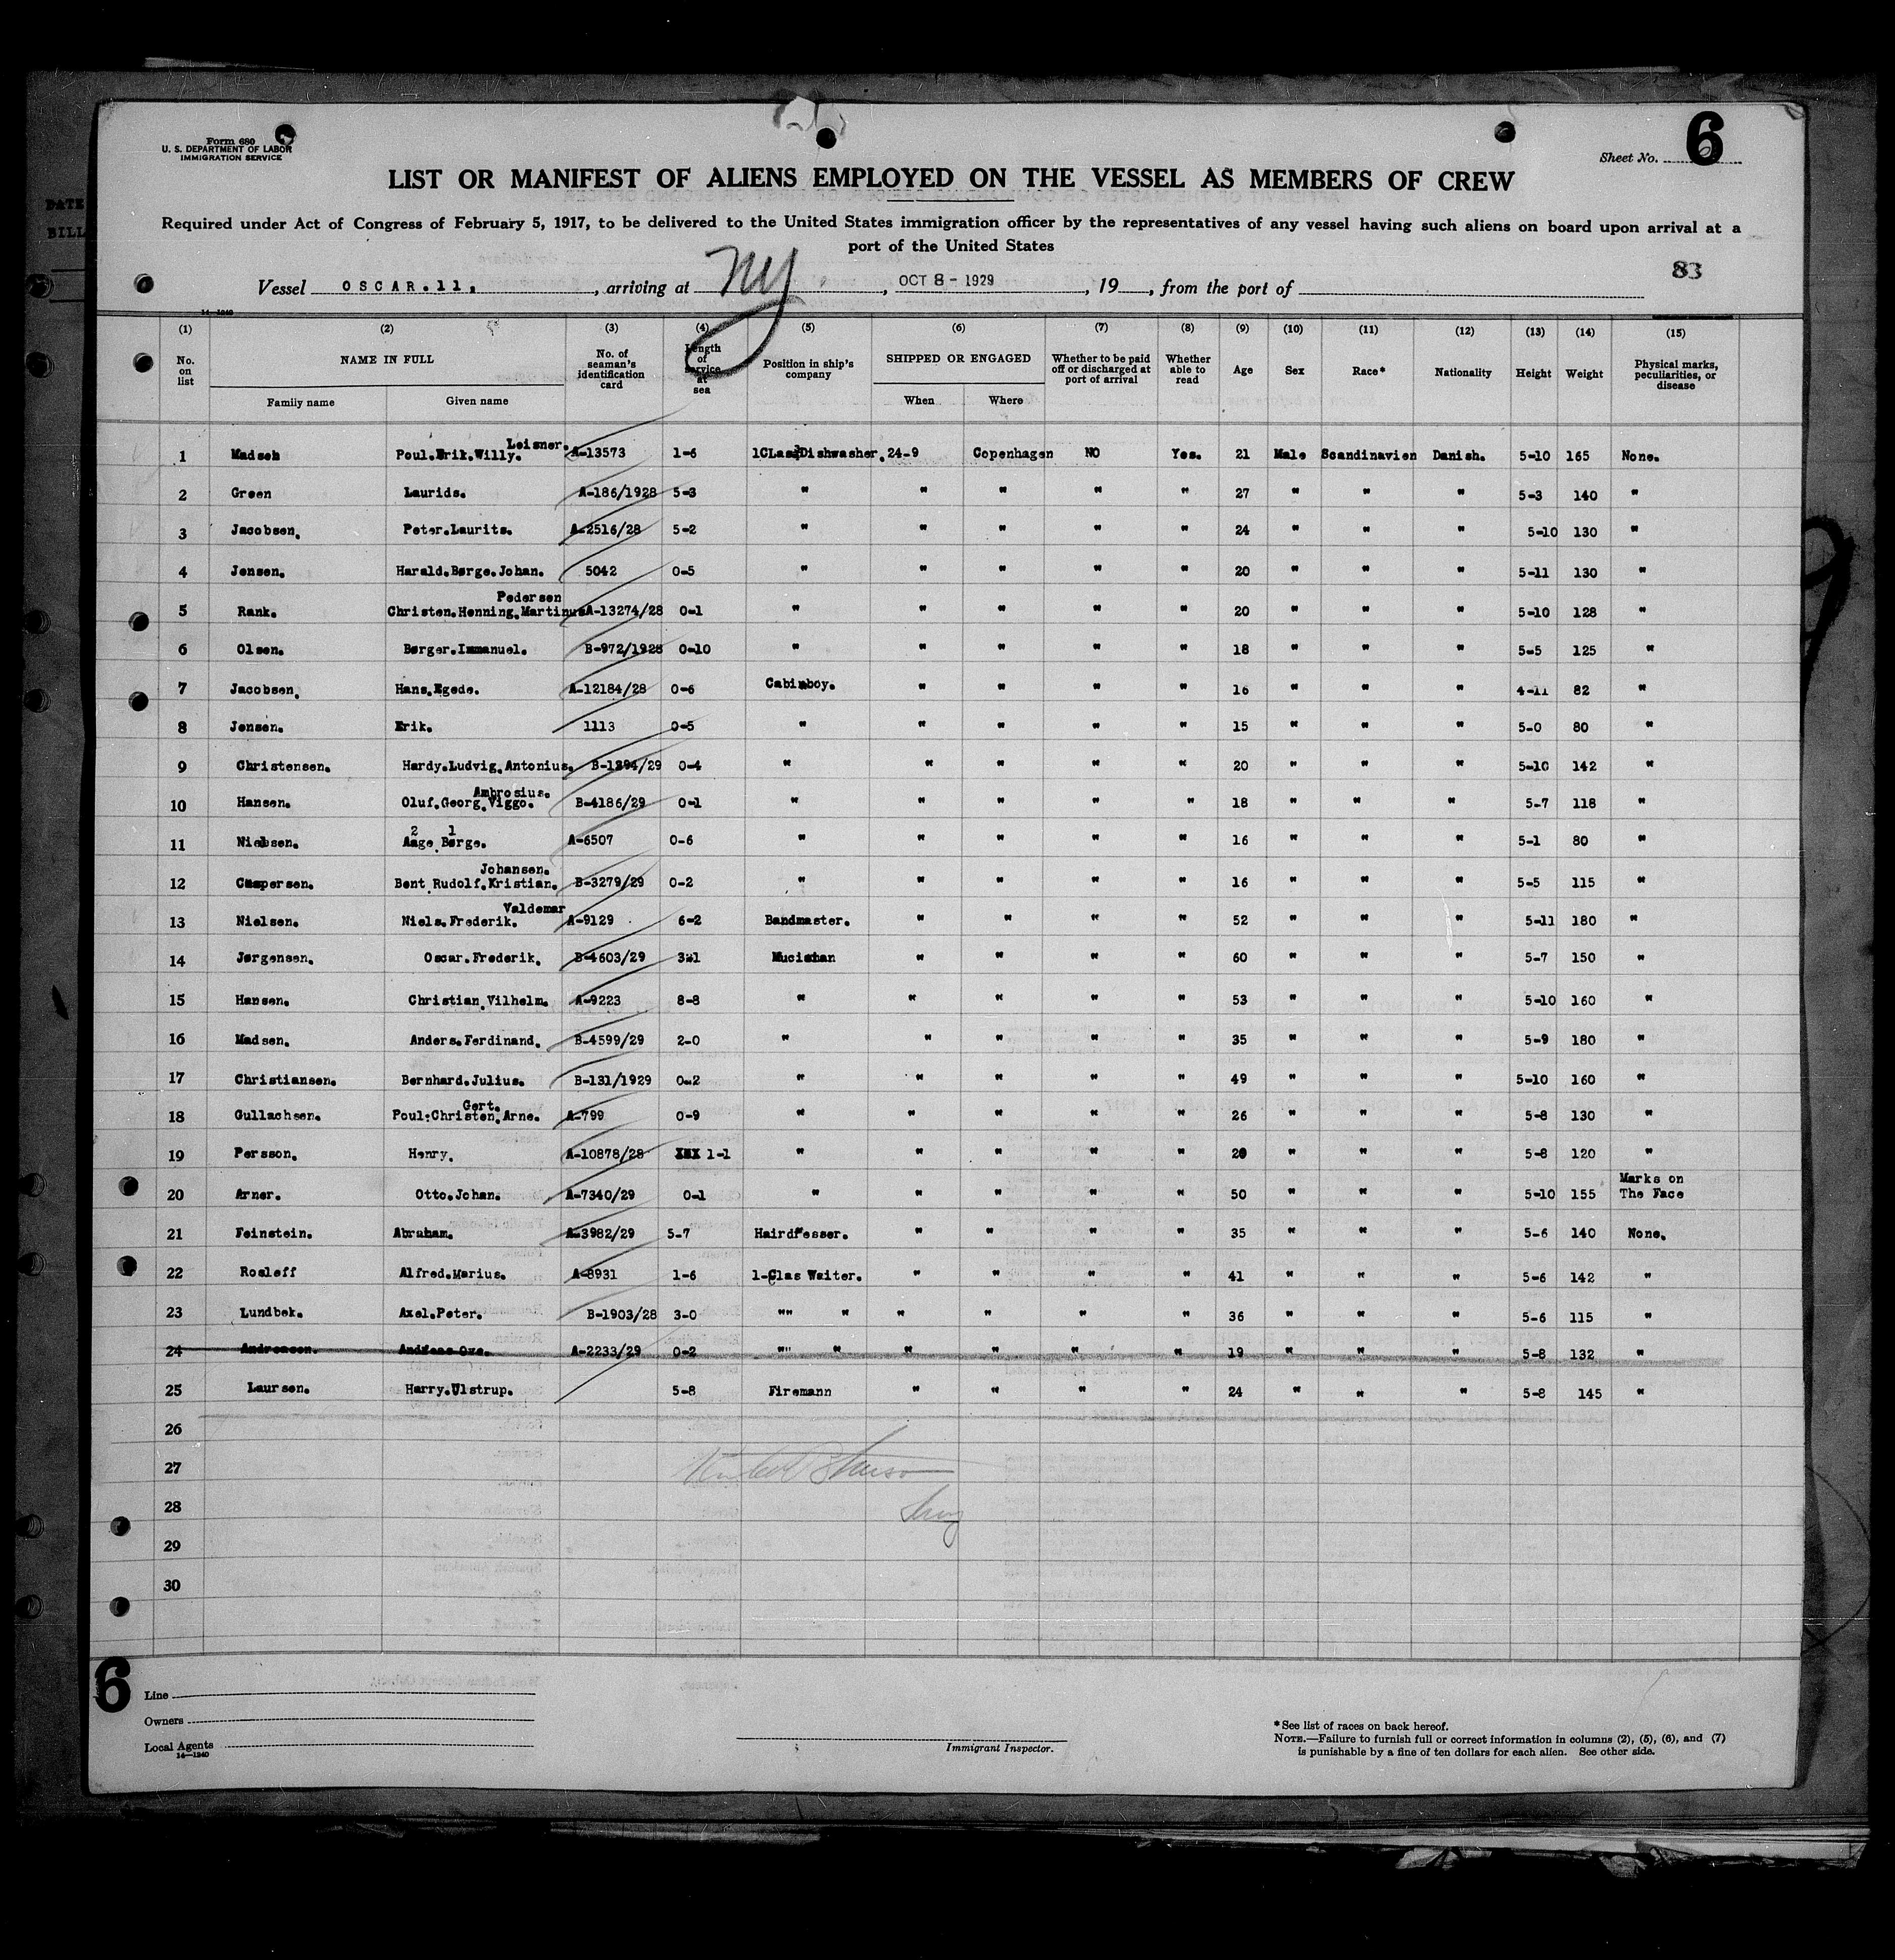 Form 680
U. S. DEPARTMENT OF LABOR
IMMIGRATION SERVICE
6
Sheet No.
LIST OR MANIFEST OF ALIENS EMPLOYED ON THE VESSEL AS MEMBERS OF CREW
Required under Act of Congress of February 5, 1917, to be delivered to the United States immigration officer by the representatives of any vessel having such aliens on board upon arrival at a
port of the United States
83
Vessel OSCAR.11. , arriving at NY , OCT 8 - 1929 , 19 , from the port of
14—1240
(1) (2) (3) (4) (5) (6) (7) (8) (9) (10) (11) (12) (13) (14) (15)
No. on list NAME IN FULL Family name Given name No. of seaman's identification card Length of service at sea Position in ship's company SHIPPED OR ENGAGED When Where Whether to be paid off or discharged at port of arrival Whether able to read Age Sex Race* Nationality Height Weight Physical marks, peculiarities, or disease
Leisner.
1 Madsen Poul.Erik.Willy. A-13573 1-6 1Class Dishwasher. 24-9 Copenhagen NO Yes. 21 Male Scandinavien Danish. 5-10 165 None.
2 Green Laurids. A-186/1928 5-3 " " " " " 27 " " " 5-3 140 "
3 Jacobsen. Peter.Laurits. A-2516/28 5-2 " " " " " 24 " " " 5-10 130 "
4 Jensen. Harald.Børge.Johan. 5042 0-5 " " " " " 20 " " " 5-11 130 "
Pedersen
5 Rank. Christen.Henning.Martinus A-13274/28 0-1 " " " " " 20 " " " 5-10 128 "
6 Olsen. Børger.Immanuel. B-972/1928 0-10 " " " " " 18 " " " 5-5 125 "
7 Jacobsen. Hans.Egede. A-12184/28 0-6 Cabinboy. " " " " 16 " " " 4-11 82 "
8 Jensen. Erik. 1113 0-5 " " " " " 15 " " " 5-0 80 "
9 Christensen. Hardy.Ludvig.Antonius. B-1294/29 0-4 " " " " " 20 " " " 5-10 142 "
Ambrosius.
10 Hansen. Oluf.Georg.Viggo. B-4186/29 0-1 " " " " " 18 " " " 5-7 118 "
2 1
11 Nielsen. Aage.Børge. A-6507 0-6 " " " " " 16 " " " 5-1 80 "
Johansen.
12 Caspersen. Bent.Rudolf.Kristian. B-3279/29 0-2 " " " " " 16 " " " 5-5 115 "
Valdemar
13 Nielsen. Niels.Frederik. A-9129 6-2 Bandmaster. " " " " 52 " " " 5-11 180 "
14 Jørgensen. Oscar.Frederik. B-4603/29 3-1 Mucisian " " " " 60 " " " 5-7 150 "
15 Hansen. Christian.Vilhelm. A-9223 8-8 " " " " " 53 " " " 5-10 160 "
16 Madsen. Anders.Ferdinand. B-4599/29 2-0 " " " " " 35 " " " 5-9 180 "
17 Christiansen. Bernhard.Julius. B-131/1929 0-2 " " " " " 49 " " " 5-10 160 "
Gert.
18 Gullachsen. Poul.Christen.Arne. A-799 0-9 " " " " " 26 " " " 5-8 130 "
19 Persson. Henry. A-10878/28 XXX 1-1 " " " " " 20 " " " 5-8 120 "
Marks on
20 Arner. Otto.Johan. A-7340/29 0-1 " " " " " 50 " " " 5-10 155 The Face
21 Feinstein. Abraham. A-3982/29 5-7 Hairdresser. " " " " 35 " " " 5-6 140 None.
22 Rosleff Alfred.Marius. A-8931 1-6 1-Clas Waiter. " " " " 41 " " " 5-6 142 "
23 Lundbek. Axel.Peter. B-1903/28 3-0 "" " " " " " 36 " " " 5-6 115 "
24 Andreasen. Andreas Ove. A-2233/29 0-2 "" " " " " " 19 " " " 5-8 132 "
25 Laursen. Harry.Ulstrup. 5-8 Firemann " " " " 24 " " " 5-8 145 "
26
27
28
29
30
6
Line
Owners
Local Agents
14—1240
Immigrant Inspector.
*See list of races on back hereof.
NOTE.—Failure to furnish full or correct information in columns (2), (5), (6), and (7)
is punishable by a fine of ten dollars for each alien. See other side.
DATE
BILL